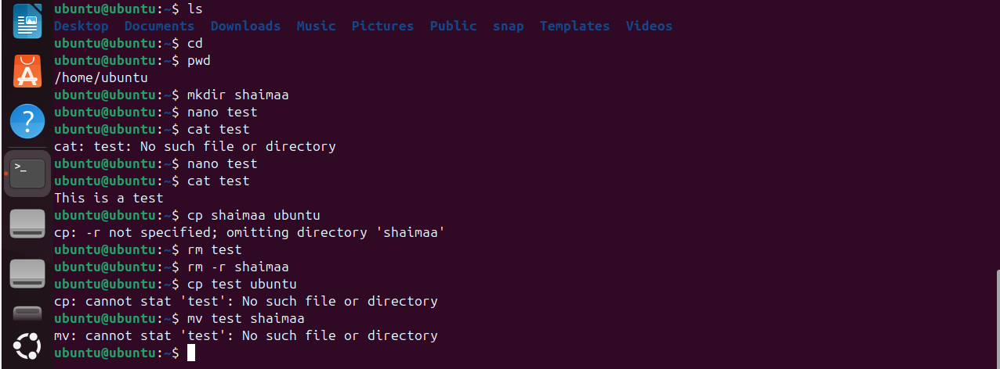 ubuntu@ubuntu:~$ ls
Desktop Documents Downloads Music Pictures Public snap Templates Videos
ubuntu@ubuntu:~$ cd
ubuntu@ubuntu:~$ pwd
/home/ubuntu
ubuntu@ubuntu:~$ mkdir shaimaa
ubuntu@ubuntu:~$ nano test
ubuntu@ubuntu:~$ cat test
cat: test: No such file or directory
ubuntu@ubuntu:~$ nano test
ubuntu@ubuntu:~$ cat test
This is a test
ubuntu@ubuntu:~$ cp shaimaa ubuntu
cp: -r not specified; omitting directory 'shaimaa'
ubuntu@ubuntu:~$ rm test
ubuntu@ubuntu:~$ rm -r shaimaa
ubuntu@ubuntu:~$ cp test ubuntu
cp: cannot stat 'test': No such file or directory
ubuntu@ubuntu:~$ mv test shaimaa
mv: cannot stat 'test': No such file or directory
ubuntu@ubuntu:~$